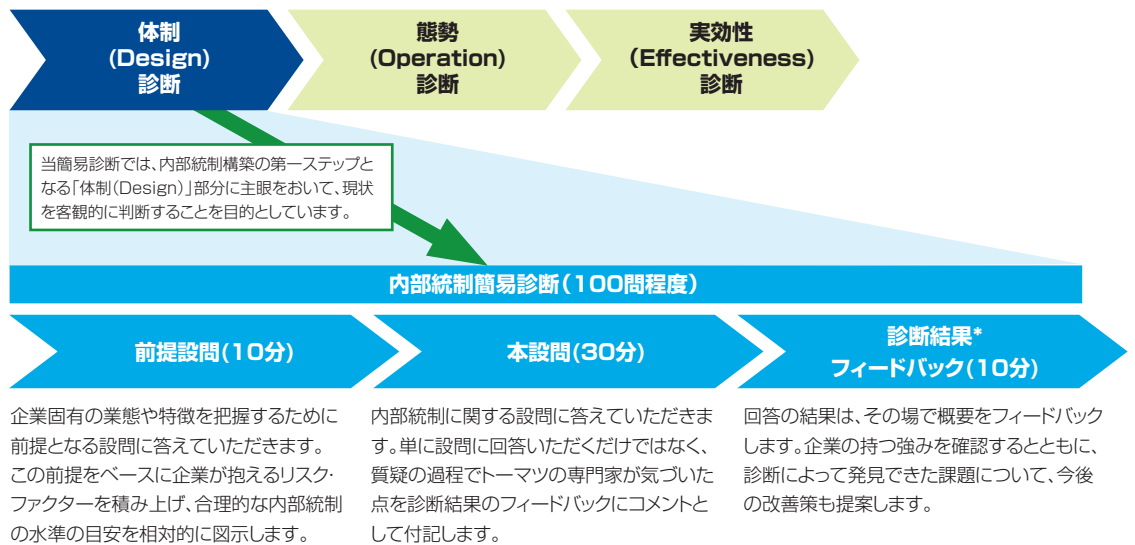 体制
(Design)
診断
態勢
(Operation)
診断
実効性
(Effectiveness)
診断
当簡易診断では、内部統制構築の第一ステップと
なる「体制(Design)」部分に主眼をおいて、現状
を客観的に判断することを目的としています。
内部統制簡易診断(100問程度)
前提設問(10分)
本設問(30分)
診断結果*
フィードバック(10分)
企業固有の業態や特徴を把握するために
前提となる設問に答えていただきます。
この前提をベースに企業が抱えるリスク・
ファクターを積み上げ、合理的な内部統制
の水準の目安を相対的に図示します。
内部統制に関する設問に答えていただきま
す。単に設問に回答いただくだけではなく、
質疑の過程でトーマツの専門家が気づいた
点を診断結果のフィードバックにコメントと
して付記します。
回答の結果は、その場で概要をフィードバック
します。企業の持つ強みを確認するとともに、
診断によって発見できた課題について、今後
の改善策も提案します。